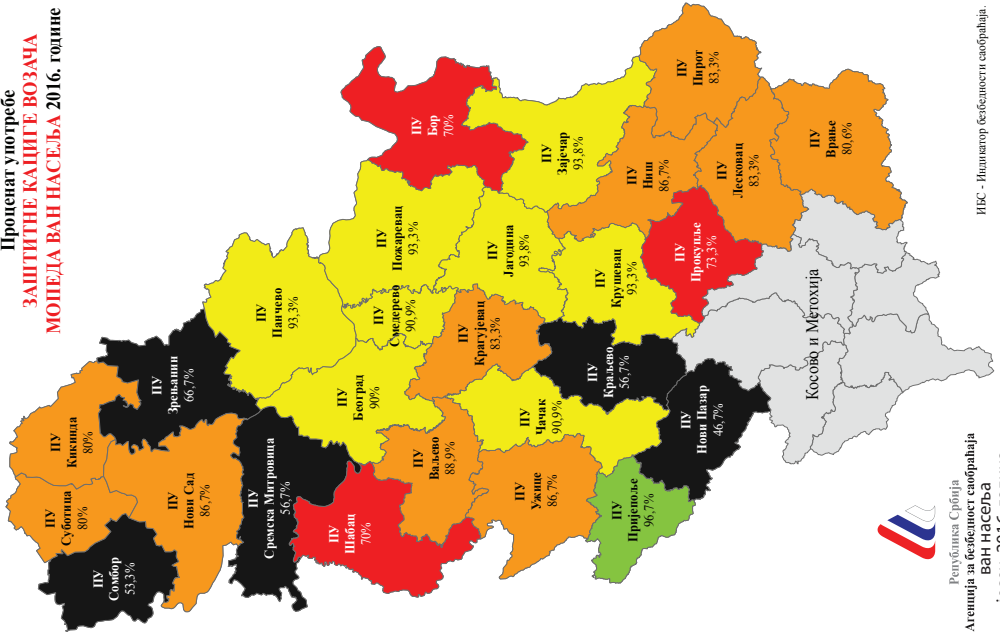 Проценат употребе
ЗАШТИТНЕ КАЦИГЕ ВОЗАЧА
МОПЕДА ВАН НАСЕЉА 2016. године
ПУ
Суботица
80%
ПУ
Сомбор
53,3%
ПУ
Кикинда
80%
ПУ
Нови Сад
86,7%
ПУ
Зрењанин
66,7%
ПУ
Сремска Митровица
56,7%
ПУ
Панчево
93,3%
ПУ
Шабац
70%
ПУ
Београд
90%
ПУ
Смедерево
90,9%
ПУ
Пожаревац
93,3%
ПУ
Бор
70%
ПУ
Ваљево
88,9%
ПУ
Крагујевац
83,3%
ПУ
Јагодина
93,8%
ПУ
Зајечар
93,8%
ПУ
Ужице
86,7%
ПУ
Чачак
90,9%
ПУ
Краљево
56,7%
ПУ
Крушевац
93,3%
ПУ
Ниш
86,7%
ПУ
Пирот
83,3%
ПУ
Пријепоље
96,7%
ПУ
Нови Пазар
46,7%
ПУ
Прокупље
73,3%
ПУ
Лесковац
83,3%
ПУ
Врање
80,6%
Косово и Метохија
Република Србија
Агенција за безбедност саобраћаја
ван насеља
ИБС - Индикатор безбедности саобраћаја.